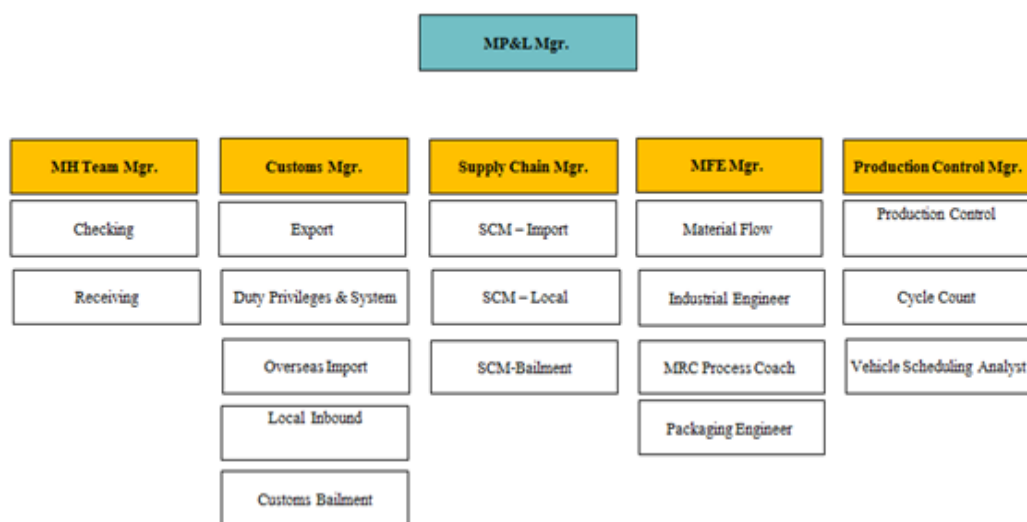 MP&L Mgr.
MH Team Mgr.
Customs Mgr.
Supply Chain Mgr.
MFE Mgr.
Production Control Mgr.
Checking
Export
SCM – Import
Material Flow
Production Control
Receiving
Duty Privileges & System
SCM – Local
Industrial Engineer
Cycle Count
Overseas Import
SCM-Bailment
MRC Process Coach
Vehicle Scheduling Analyst
Local Inbound
Packaging Engineer
Customs Bailment